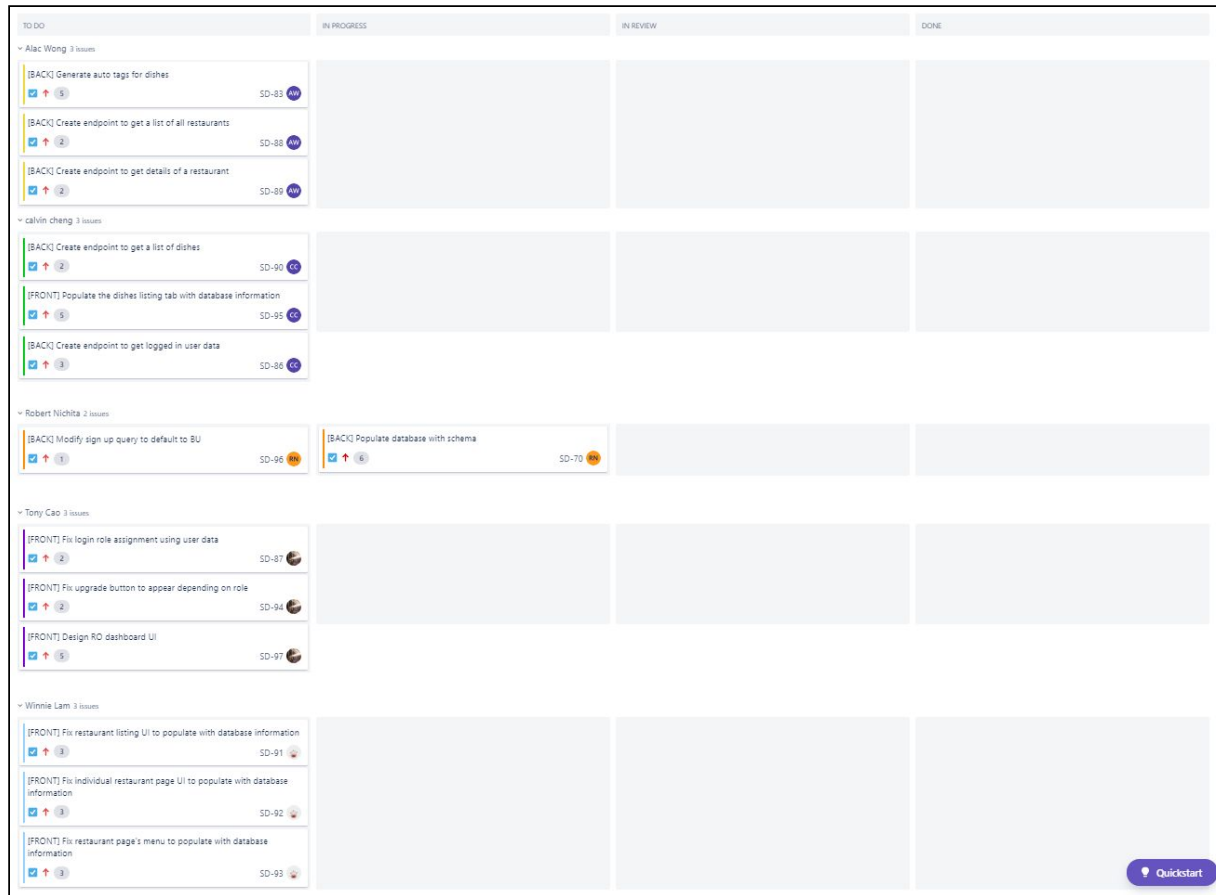 TO DO
IN PROGRESS
IN REVIEW
DONE
Alac Wong 3 issues
[BACK] Generate auto tags for dishes
5
SD-83 AW
[BACK] Create endpoint to get a list of all restaurants
2
SD-88 AW
[BACK] Create endpoint to get details of a restaurant
2
SD-89 AW
calvin cheng 3 issues
[BACK] Create endpoint to get a list of dishes
2
SD-90 CC
[FRONT] Populate the dishes listing tab with database information
5
SD-95 CC
[BACK] Create endpoint to get logged in user data
3
SD-86 CC
Robert Nichita 2 issues
[BACK] Modify sign up query to default to BU
1
SD-96 RN
[BACK] Populate database with schema
6
SD-70 RN
Tony Cao 3 issues
[FRONT] Fix login role assignment using user data
2
SD-87
[FRONT] Fix upgrade button to appear depending on role
2
SD-94
[FRONT] Design RO dashboard UI
5
SD-97
Winnie Lam 3 issues
[FRONT] Fix restaurant listing UI to populate with database information
3
SD-91
[FRONT] Fix individual restaurant page UI to populate with database
information
3
SD-92
[FRONT] Fix restaurant page's menu to populate with database
information
3
SD-93
Quickstart